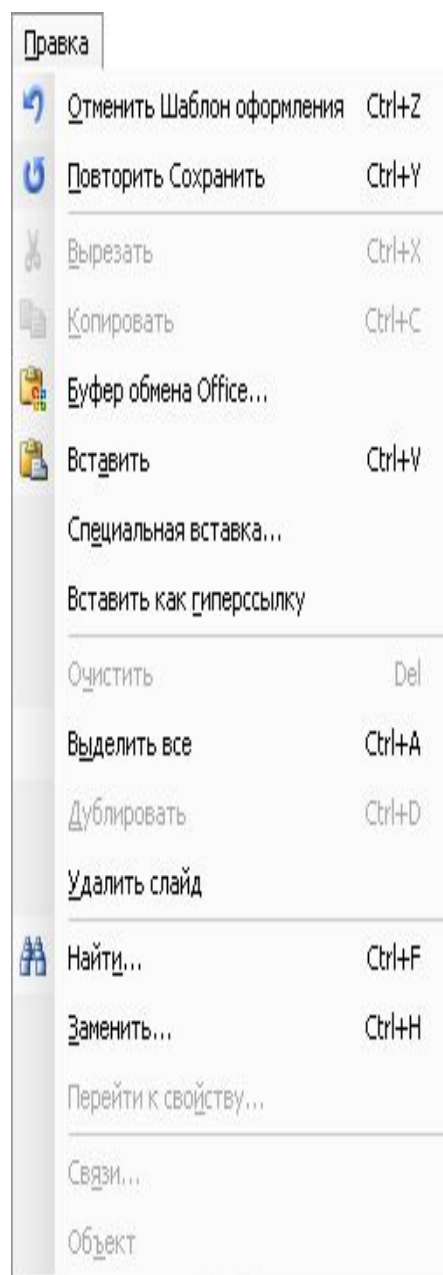 Правка
Отменить Шаблон оформления Ctrl+Z
Повторить Сохранить Ctrl+Y
Вырезать Ctrl+X
Копировать Ctrl+C
Буфер обмена Office...
Вставить Ctrl+V
Специальная вставка...
Вставить как гиперссылку
Очистить Del
Выделить все Ctrl+A
Дублировать Ctrl+D
Удалить слайд
Найти... Ctrl+F
Заменить... Ctrl+H
Перейти к свойству...
Связи...
Объект